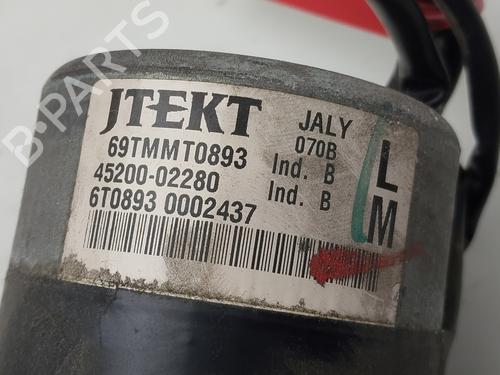 B·PARTS
JTEKT JALY
69TMMT0893 070B L
45200-02280 Ind. B
6T0893 0002437 Ind. B M